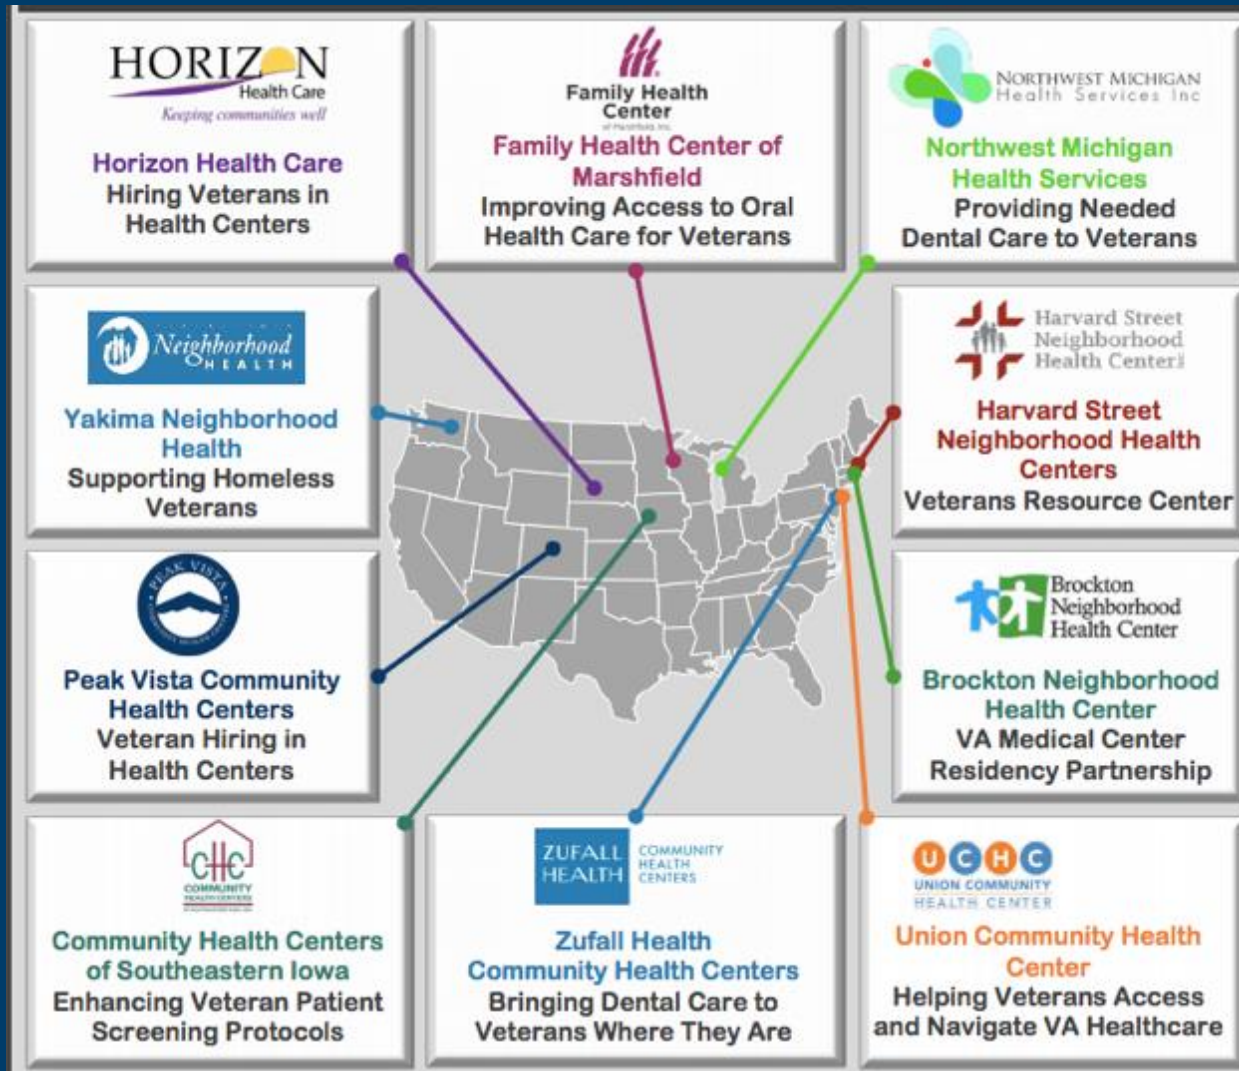 HORIZON
Health Care
Keeping communities well
Horizon Health Care
Hiring Veterans in
Health Centers
Family Health
Center
of Marshfield, Inc.
Family Health Center of
Marshfield
Improving Access to Oral
Health Care for Veterans
NORTHWEST MICHIGAN
Health Services Inc
Northwest Michigan
Health Services
Providing Needed
Dental Care to Veterans
Neighborhood
HEALTH
Yakima Neighborhood
Health
Supporting Homeless
Veterans
Harvard Street
Neighborhood
Health Center
Harvard Street
Neighborhood Health
Centers
Veterans Resource Center
PEAK VISTA
Peak Vista Community
Health Centers
Veteran Hiring in
Health Centers
Brockton
Neighborhood
Health Center
Brockton Neighborhood
Health Center
VA Medical Center
Residency Partnership
CHC
COMMUNITY
HEALTH CENTERS
Community Health Centers
of Southeastern Iowa
Enhancing Veteran Patient
Screening Protocols
ZUFALL
HEALTH
COMMUNITY
HEALTH
CENTERS
Zufall Health
Community Health Centers
Bringing Dental Care to
Veterans Where They Are
UCHC
UNION COMMUNITY
HEALTH CENTER
Union Community Health
Center
Helping Veterans Access
and Navigate VA Healthcare